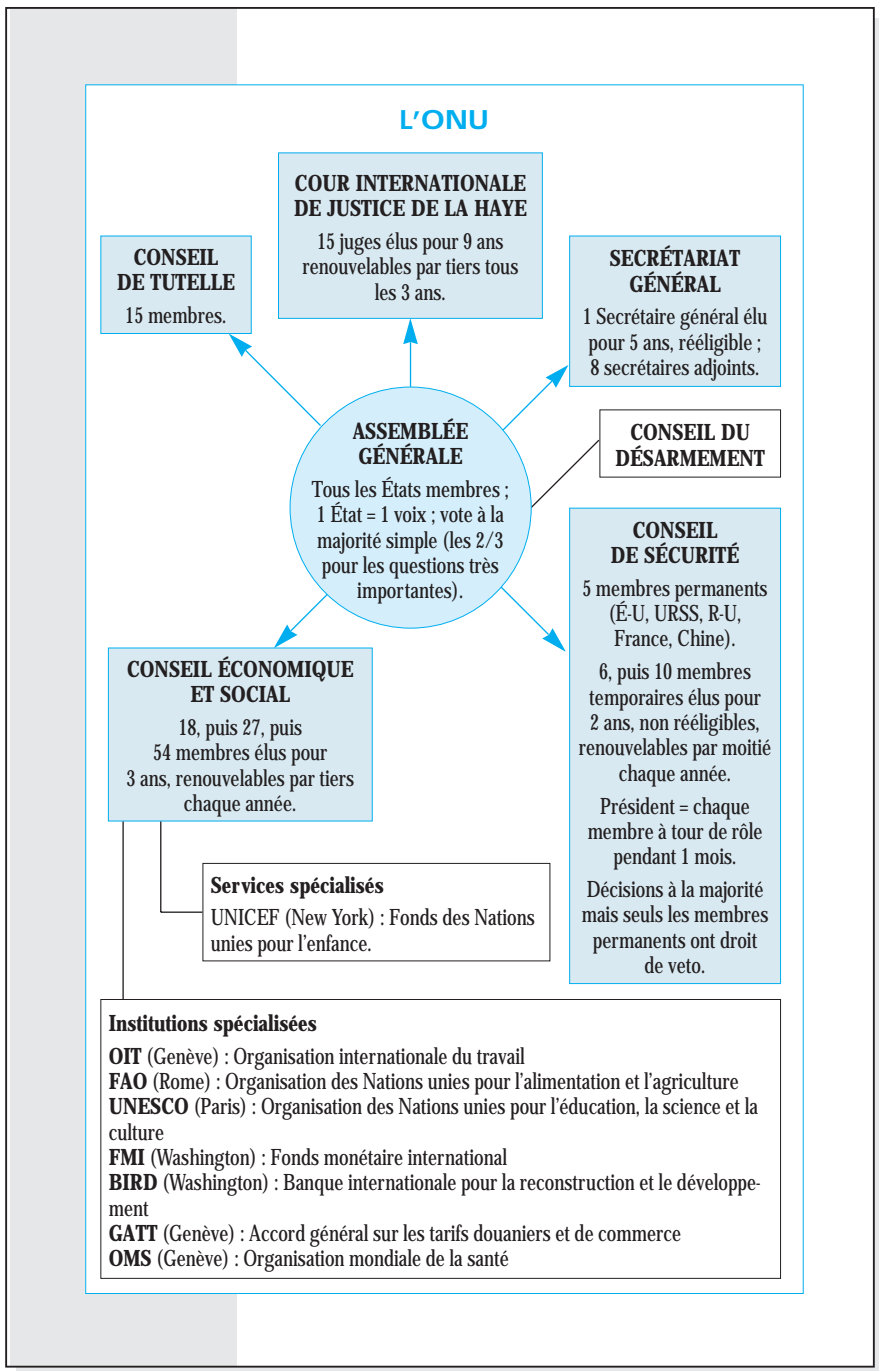 L'ONU
COUR INTERNATIONALE
DE JUSTICE DE LA HAYE
15 juges élus pour 9 ans
renouvelables par tiers tous
les 3 ans.
CONSEIL
DE TUTELLE
15 membres.
SECRÉTARIAT
GÉNÉRAL
1 Secrétaire général élu
pour 5 ans, rééligible ;
8 secrétaires adjoints.
ASSEMBLÉE
GÉNÉRALE
Tous les États membres ;
1 État = 1 voix ; vote à la
majorité simple (les 2/3
pour les questions très
importantes).
CONSEIL DU
DÉSARMEMENT
CONSEIL
DE SÉCURITÉ
5 membres permanents
(É-U, URSS, R-U,
France, Chine).
6, puis 10 membres
temporaires élus pour
2 ans, non rééligibles,
renouvelables par moitié
chaque année.
Président = chaque
membre à tour de rôle
pendant 1 mois.
Décisions à la majorité
mais seuls les membres
permanents ont droit
de veto.
CONSEIL ÉCONOMIQUE
ET SOCIAL
18, puis 27, puis
54 membres élus pour
3 ans, renouvelables par tiers
chaque année.
Services spécialisés
UNICEF (New York) : Fonds des Nations
unies pour l'enfance.
Institutions spécialisées
OIT (Genève) : Organisation internationale du travail
FAO (Rome) : Organisation des Nations unies pour l'alimentation et l'agriculture
UNESCO (Paris) : Organisation des Nations unies pour l'éducation, la science et la
culture
FMI (Washington) : Fonds monétaire international
BIRD (Washington) : Banque internationale pour la reconstruction et le développe-
ment
GATT (Genève) : Accord général sur les tarifs douaniers et de commerce
OMS (Genève) : Organisation mondiale de la santé